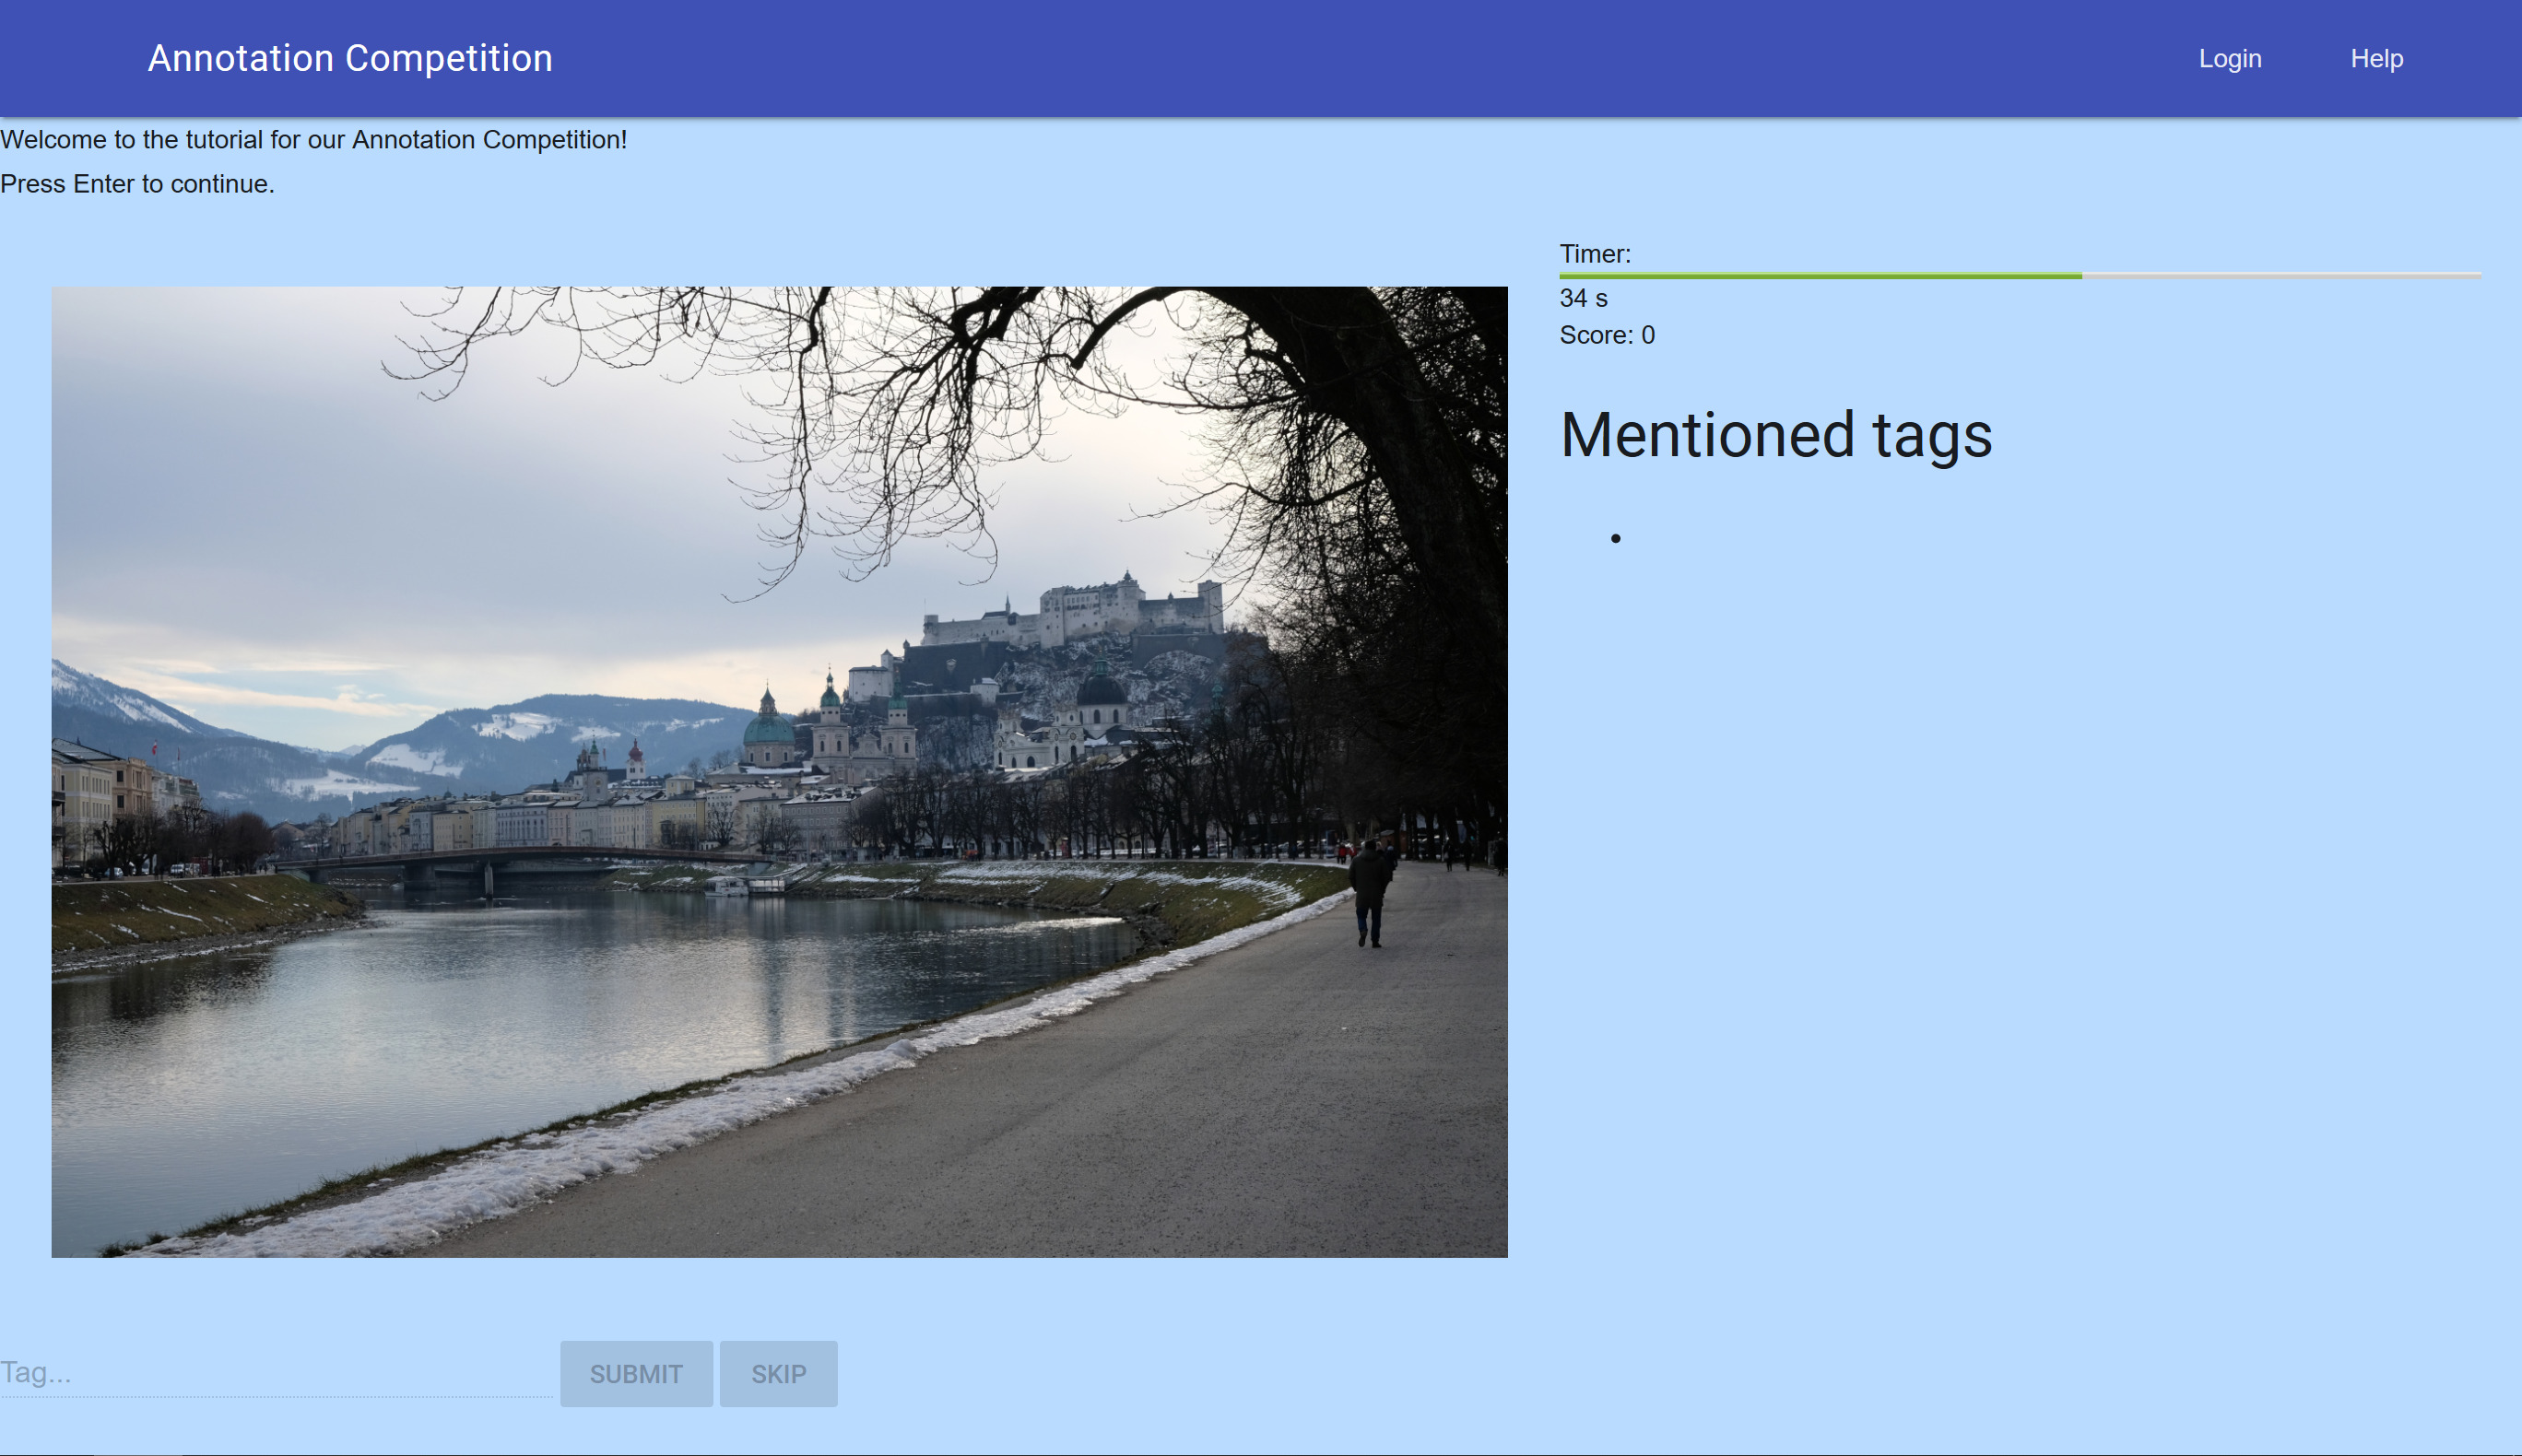 Annotation Competition
Login
Help
Welcome to the tutorial for our Annotation Competition!
Press Enter to continue.
Timer:
34 s
Score: 0
Mentioned tags
Tag...
SUBMIT
SKIP